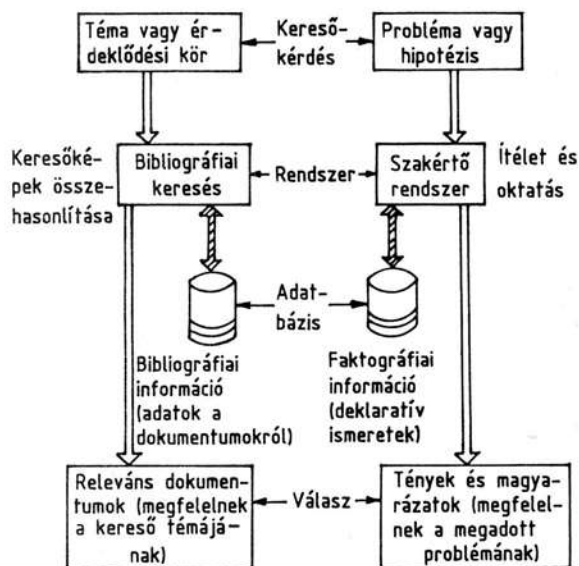 Téma vagy ér-
deklődési kör
Kereső-
kérdés
Probléma vagy
hipotézis
Keresőké-
pek össze-
hasonlítása
Bibliográfiai
keresés
Rendszer
Szakértő
rendszer
Ítélet és
oktatás
Adat-
bázis
Bibliográfiai
információ
(adatok a
dokumentumokról)
Faktográfiai
információ
(deklaratív
ismeretek)
Releváns dokumen-
tumok (megfelelnek
a kereső témájá-
nak)
Válasz
Tények és magya-
rázatok (megfelel-
nek a megadott
problémának)